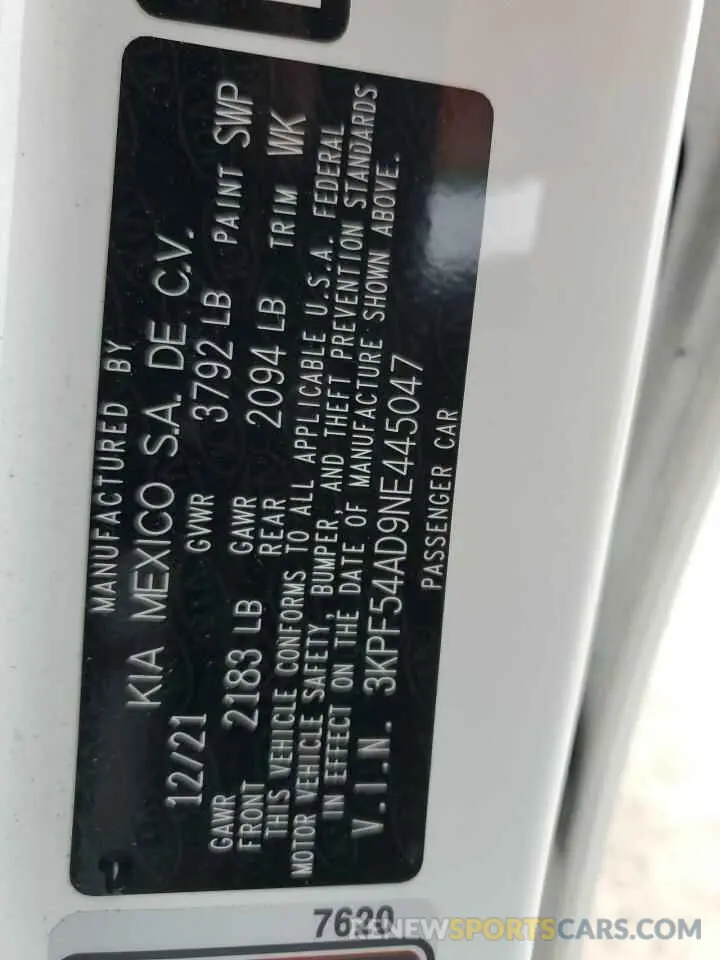 MANUFACTURED BY
KIA MEXICO S.A. DE C.V.
12/21 GVWR 3792 LB PAINT SWP
GAWR FRONT 2183 LB GAWR REAR 2094 LB TRIM WK
THIS VEHICLE CONFORMS TO ALL APPLICABLE U.S.A. FEDERAL
MOTOR VEHICLE SAFETY, BUMPER, AND THEFT PREVENTION STANDARDS
IN EFFECT ON THE DATE OF MANUFACTURE SHOWN ABOVE.
V.I.N. 3KPF54AD9NE445047
PASSENGER CAR
7620
RENEWSPORTSCARS.COM